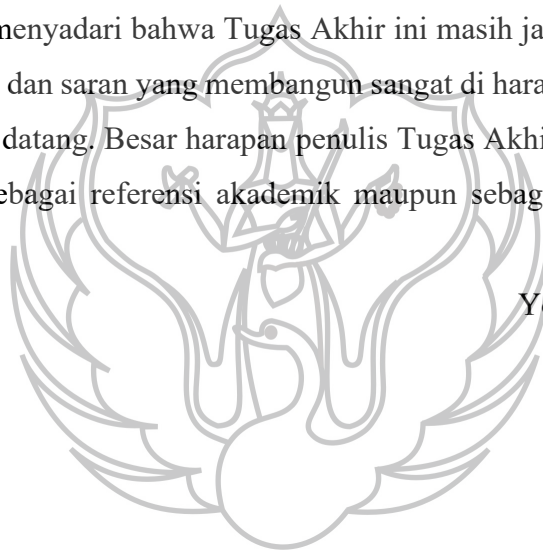 menyadari bahwa Tugas Akhir ini masih ja
dan saran yang membangun sangat di hara
datang. Besar harapan penulis Tugas Akhi
ebagai referensi akademik maupun sebag
Y